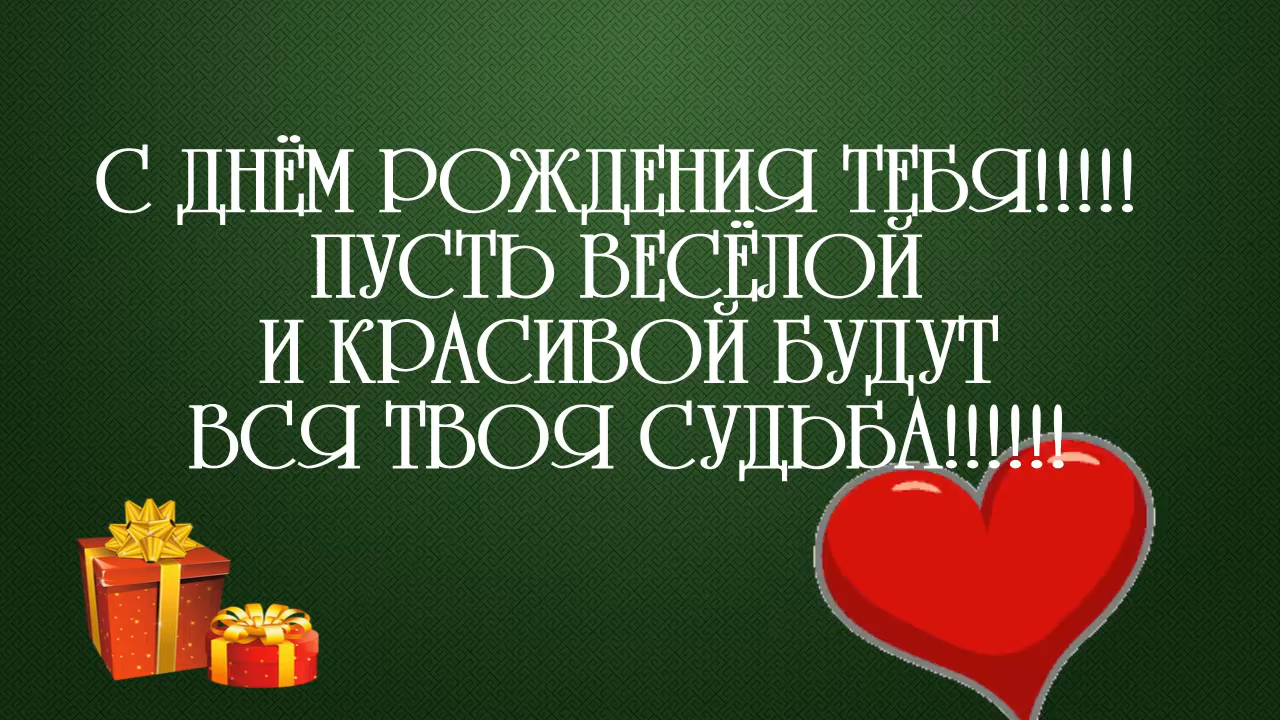 С ДНЁМ РОЖДЕНИЯ ТЕБЯ!!!!!
ПУСТЬ ВЕСЁЛОЙ
И КРАСИВОЙ БУДУТ
ВСЯ ТВОЯ СУДЬБА!!!!!!